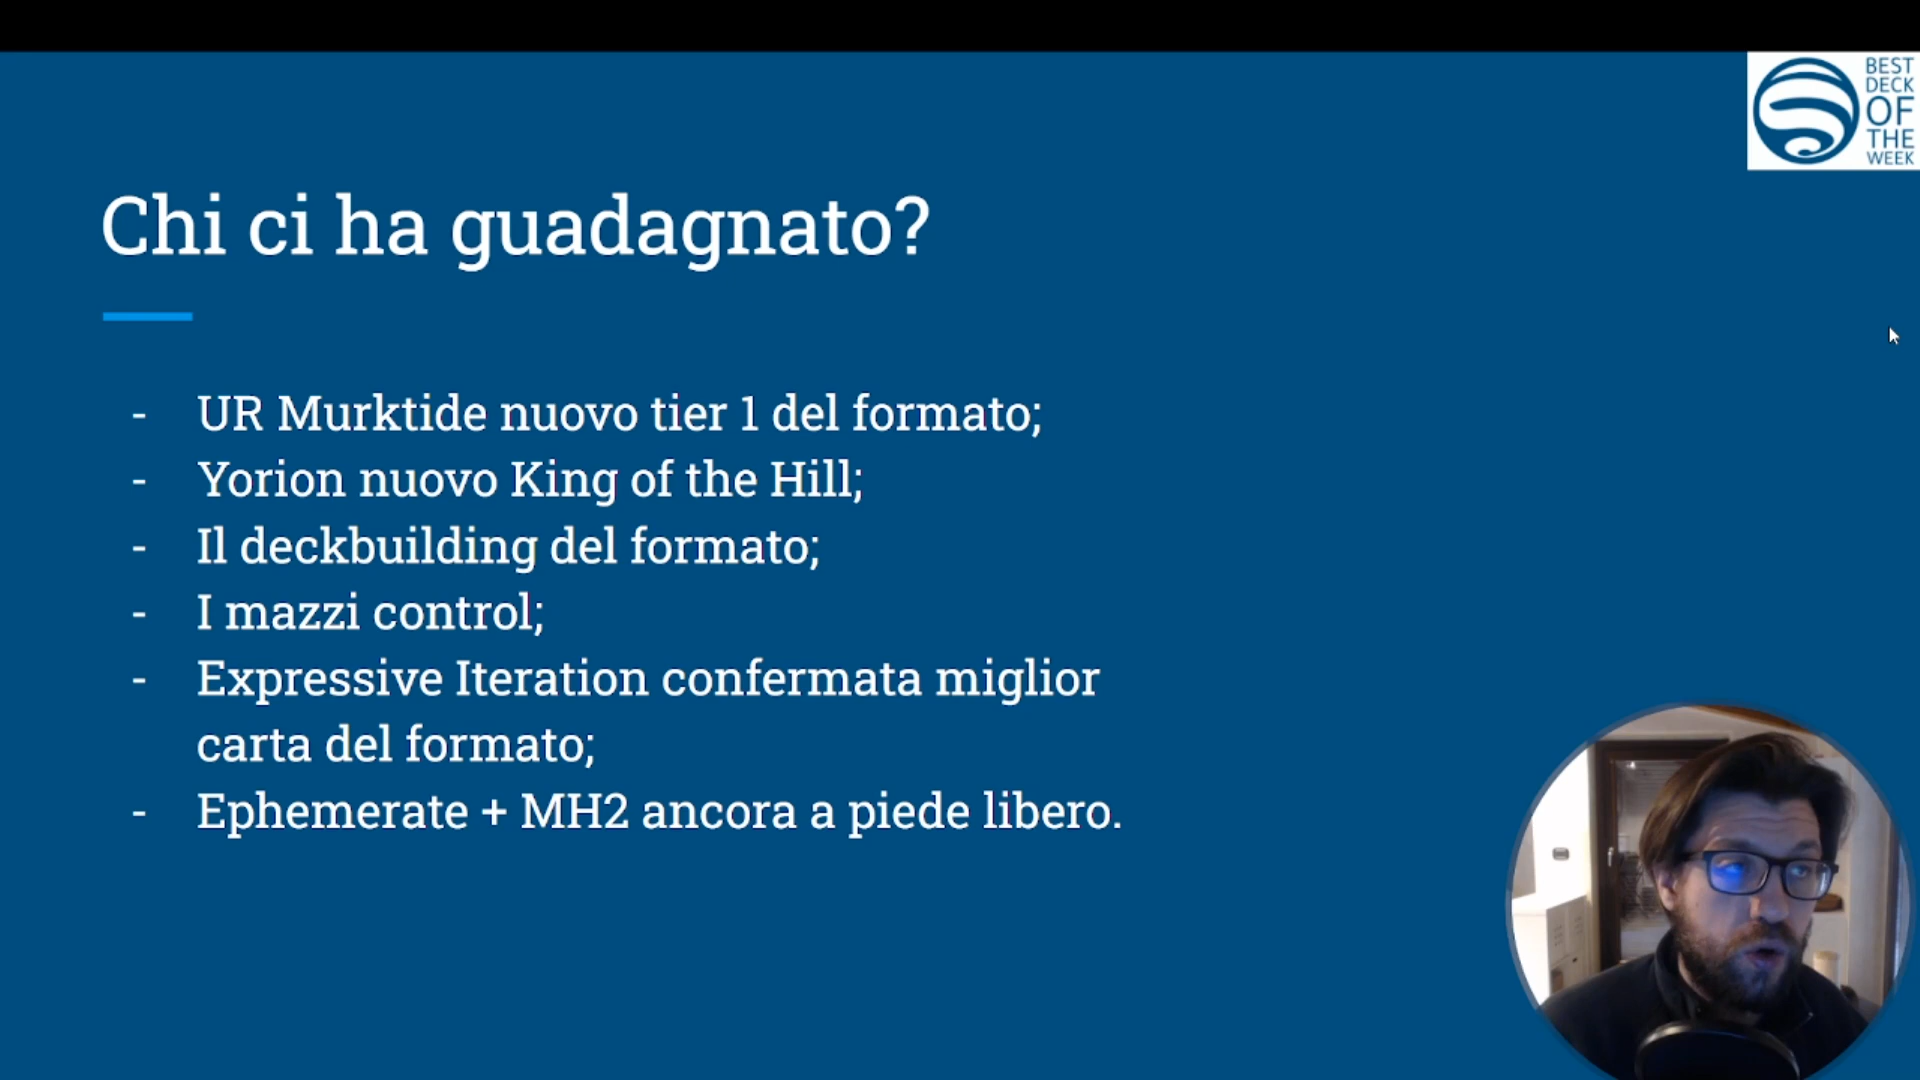 BEST
DECK
OF
THE
WEEK
Chi ci ha guadagnato?
- UR Murktide nuovo tier 1 del formato;
- Yorion nuovo King of the Hill;
- Il deckbuilding del formato;
- I mazzi control;
- Expressive Iteration confermata miglior
carta del formato;
- Ephemerate + MH2 ancora a piede libero.